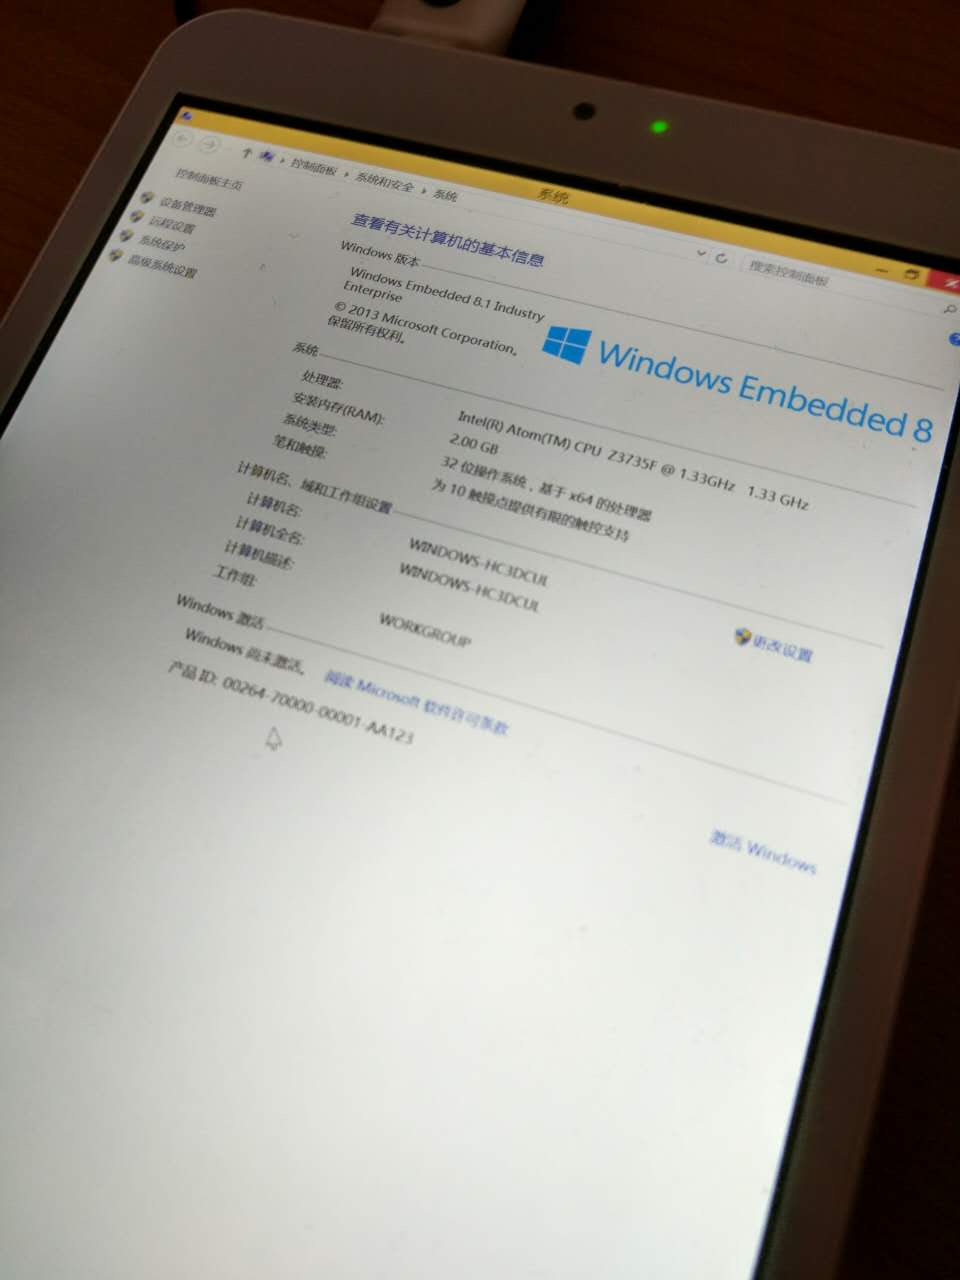 系统
控制面板 系统和安全 系统
搜索控制面板
控制面板主页
设备管理器
远程设置
系统保护
高级系统设置
查看有关计算机的基本信息
Windows 版本
Windows Embedded 8.1 Industry
Enterprise
© 2013 Microsoft Corporation。
保留所有权利。
Windows Embedded 8
系统
处理器: Intel(R) Atom(TM) CPU Z3735F @ 1.33GHz 1.33 GHz
安装内存(RAM): 2.00 GB
系统类型: 32 位操作系统，基于 x64 的处理器
笔和触摸: 为 10 触摸点提供有限的触控支持
计算机名、域和工作组设置
计算机名: WINDOWS-HC3DCUL
更改设置
计算机全名: WINDOWS-HC3DCUL
计算机描述:
工作组: WORKGROUP
Windows 激活
Windows 尚未激活。 阅读 Microsoft 软件许可条款
产品 ID: 00264-70000-00001-AA123
激活 Windows